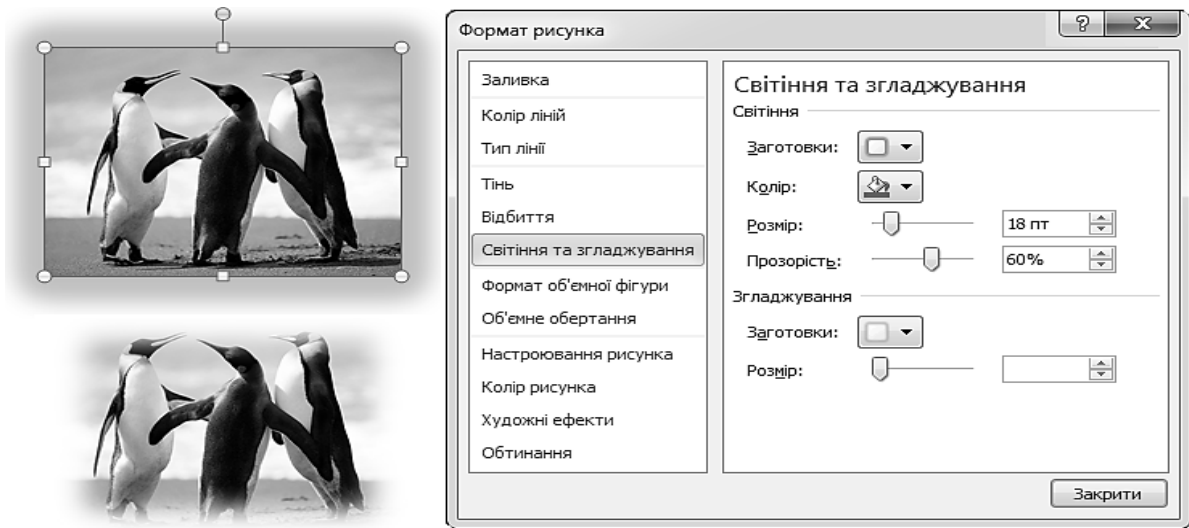 Формат рисунка
Заливка
Колір ліній
Тип лінії
Тінь
Відбиття
Світіння та згладжування
Формат об'ємної фігури
Об'ємне обертання
Настроювання рисунка
Колір рисунка
Художні ефекти
Обтинання
Світіння та згладжування
Світіння
Заготовки:
Колір:
Розмір: 18 пт
Прозорість: 60%
Згладжування
Заготовки:
Розмір:
Закрити